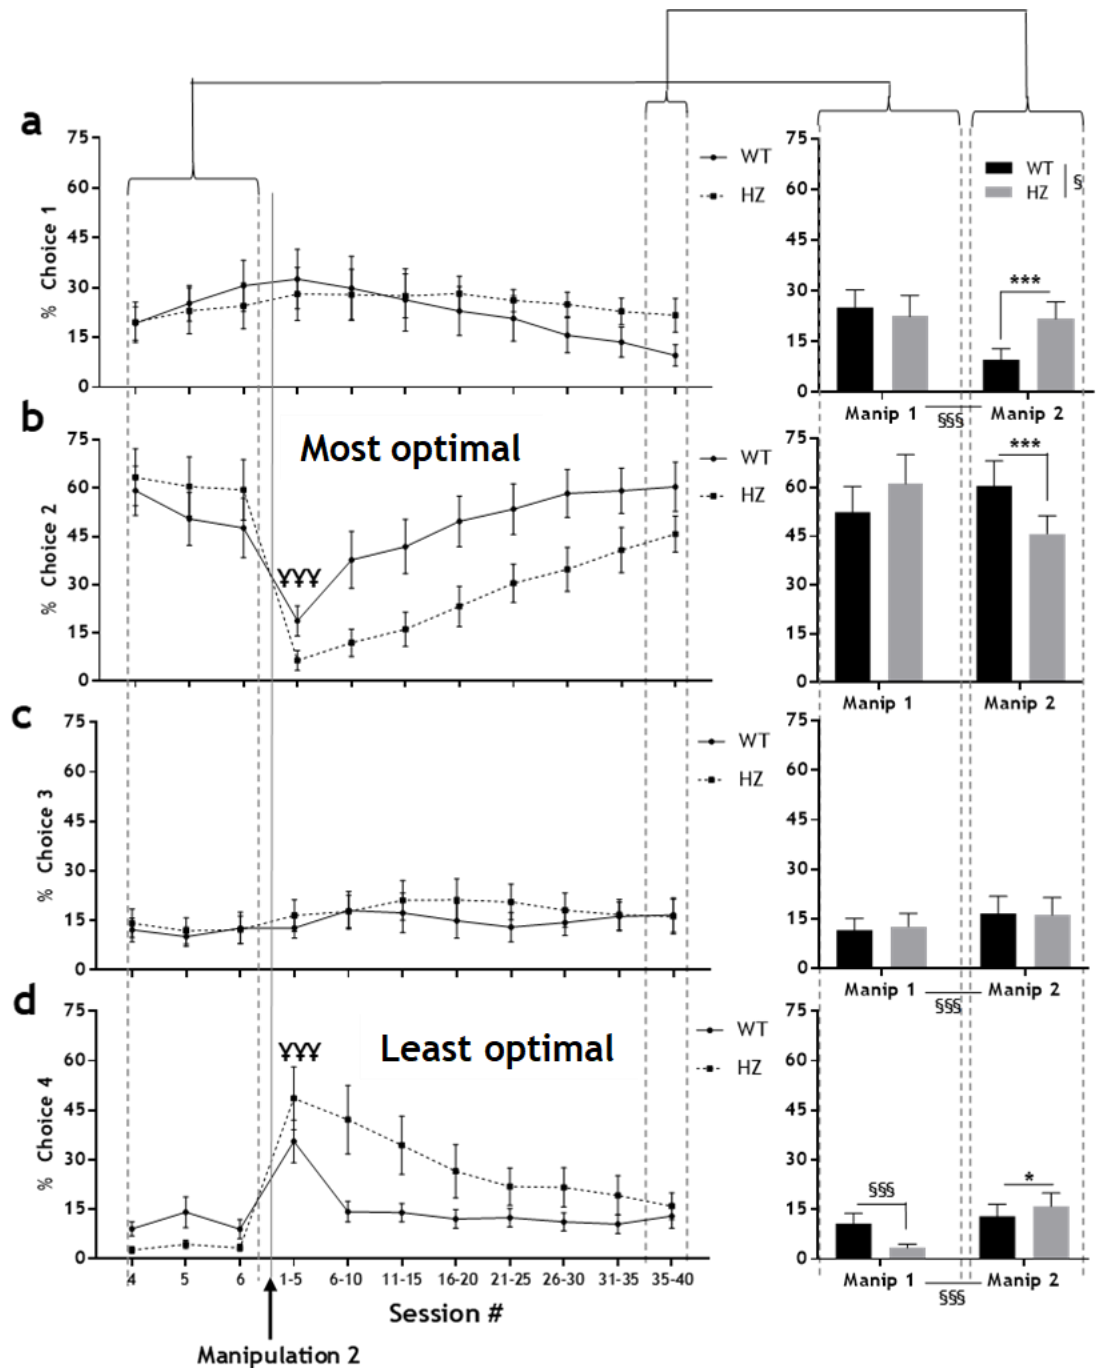 a
% Choice 1
75
60
45
30
15
0
WT
HZ
75
60
45
30
15
0
WT
HZ
§
***
Manip 1
§§§
Manip 2
b
% Choice 2
75
60
45
30
15
0
Most optimal
¥¥¥
WT
HZ
75
60
45
30
15
0
***
Manip 1
Manip 2
c
% Choice 3
75
60
45
30
15
0
WT
HZ
75
60
45
30
15
0
Manip 1
§§§
Manip 2
d
% Choice 4
75
60
45
30
15
0
¥¥¥
Least optimal
WT
HZ
4 5 6 1-5 6-10 11-15 16-20 21-25 26-30 31-35 35-40
Session #
Manipulation 2
75
60
45
30
15
0
§§§
*
Manip 1
§§§
Manip 2